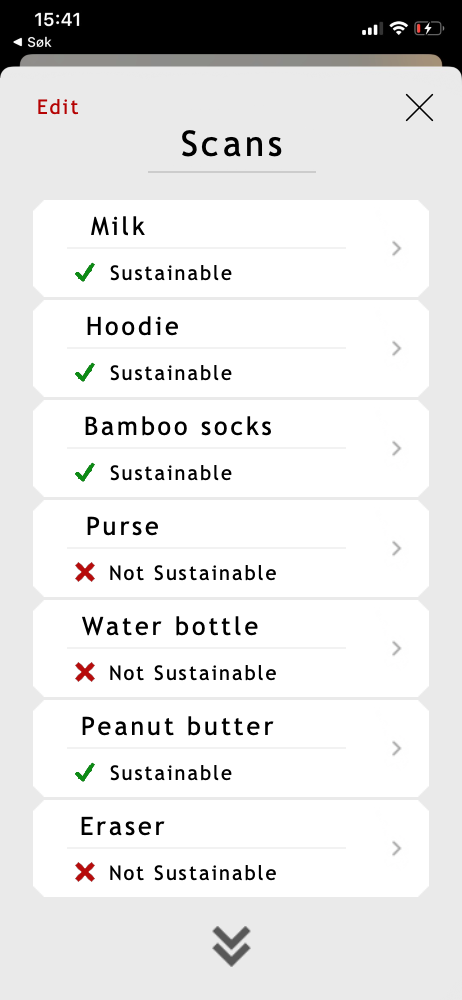 15:41
◀ Søk
Edit
Scans
Milk
Sustainable
Hoodie
Sustainable
Bamboo socks
Sustainable
Purse
Not Sustainable
Water bottle
Not Sustainable
Peanut butter
Sustainable
Eraser
Not Sustainable